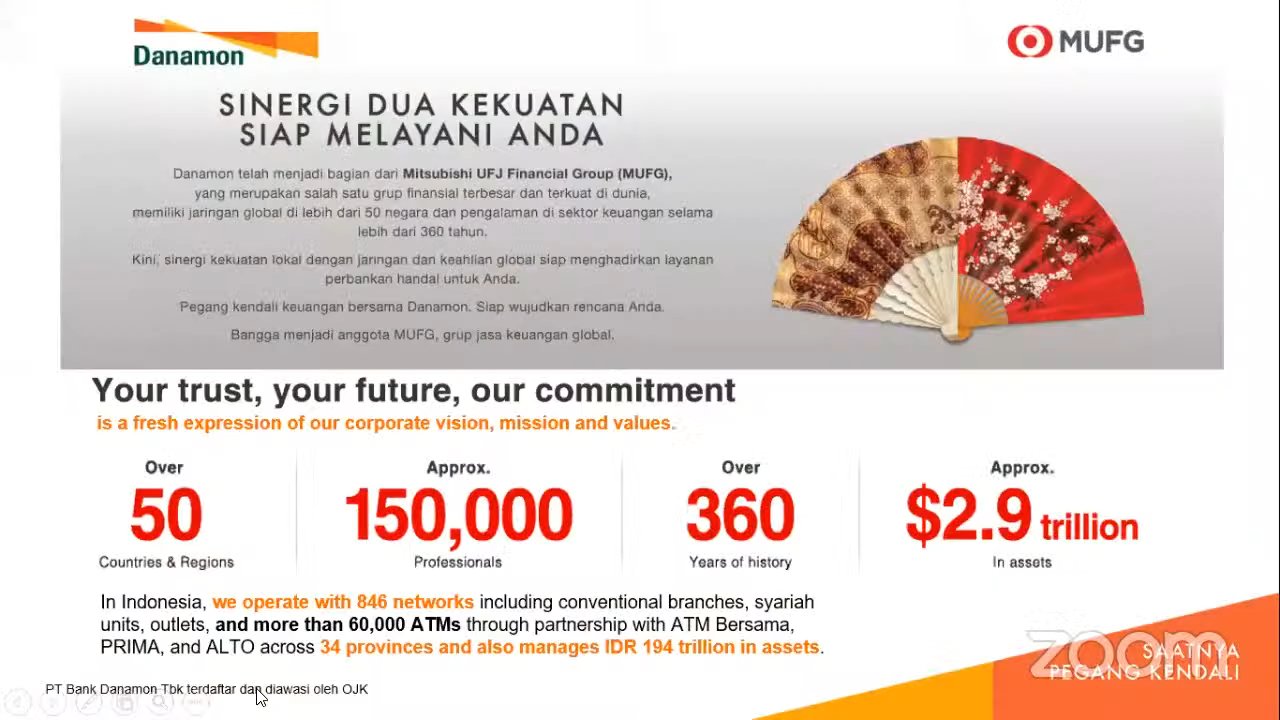 Danamon
MUFG
SINERGI DUA KEKUATAN
SIAP MELAYANI ANDA
Danamon telah menjadi bagian dari Mitsubishi UFJ Financial Group (MUFG),
yang merupakan salah satu grup finansial terbesar dan terkuat di dunia,
memiliki jaringan global di lebih dari 50 negara dan pengalaman di sektor keuangan selama
lebih dari 360 tahun.
Kini, sinergi kekuatan lokal dengan jaringan dan keahlian global siap menghadirkan layanan
perbankan handal untuk Anda.
Pegang kendali keuangan bersama Danamon. Siap wujudkan rencana Anda.
Bangga menjadi anggota MUFG, grup jasa keuangan global.
Your trust, your future, our commitment
is a fresh expression of our corporate vision, mission and values.
Over
50
Countries & Regions
Approx.
150,000
Professionals
Over
360
Years of history
Approx.
$2.9 trillion
In assets
In Indonesia, we operate with 846 networks including conventional branches, syariah
units, outlets, and more than 60,000 ATMs through partnership with ATM Bersama,
PRIMA, and ALTO across 34 provinces and also manages IDR 194 trillion in assets.
zoom
SAATNYA
PEGANG KENDALI
PT Bank Danamon Tbk terdaftar dan diawasi oleh OJK